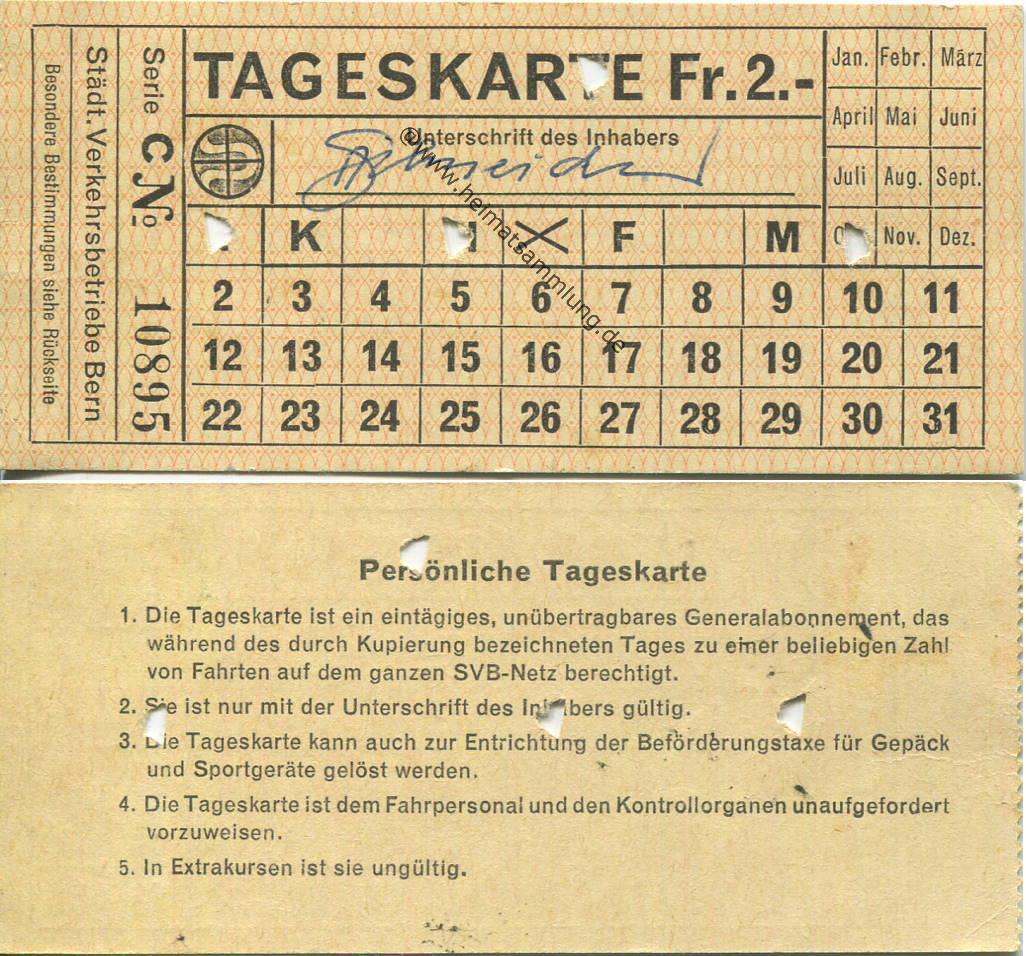 Besondere Bestimmungen siehe Rückseite
Städt. Verkehrsbetriebe Bern
Serie C № 10895
TAGESKARTE Fr. 2.-
Unterschrift des Inhabers
Schneider
©www.heimatsammlung.de
Jan. Febr. März
April Mai Juni
Juli Aug. Sept.
Nov. Dez.
K F M
2 3 4 5 6 7 8 9 10 11
12 13 14 15 16 17 18 19 20 21
22 23 24 25 26 27 28 29 30 31
Persönliche Tageskarte
1. Die Tageskarte ist ein eintägiges, unübertragbares Generalabonnement, das
während des durch Kupierung bezeichneten Tages zu einer beliebigen Zahl
von Fahrten auf dem ganzen SVB-Netz berechtigt.
2. Sie ist nur mit der Unterschrift des Inhabers gültig.
3. Die Tageskarte kann auch zur Entrichtung der Beförderungstaxe für Gepäck
und Sportgeräte gelöst werden.
4. Die Tageskarte ist dem Fahrpersonal und den Kontrollorganen unaufgefordert
vorzuweisen.
5. In Extrakursen ist sie ungültig.